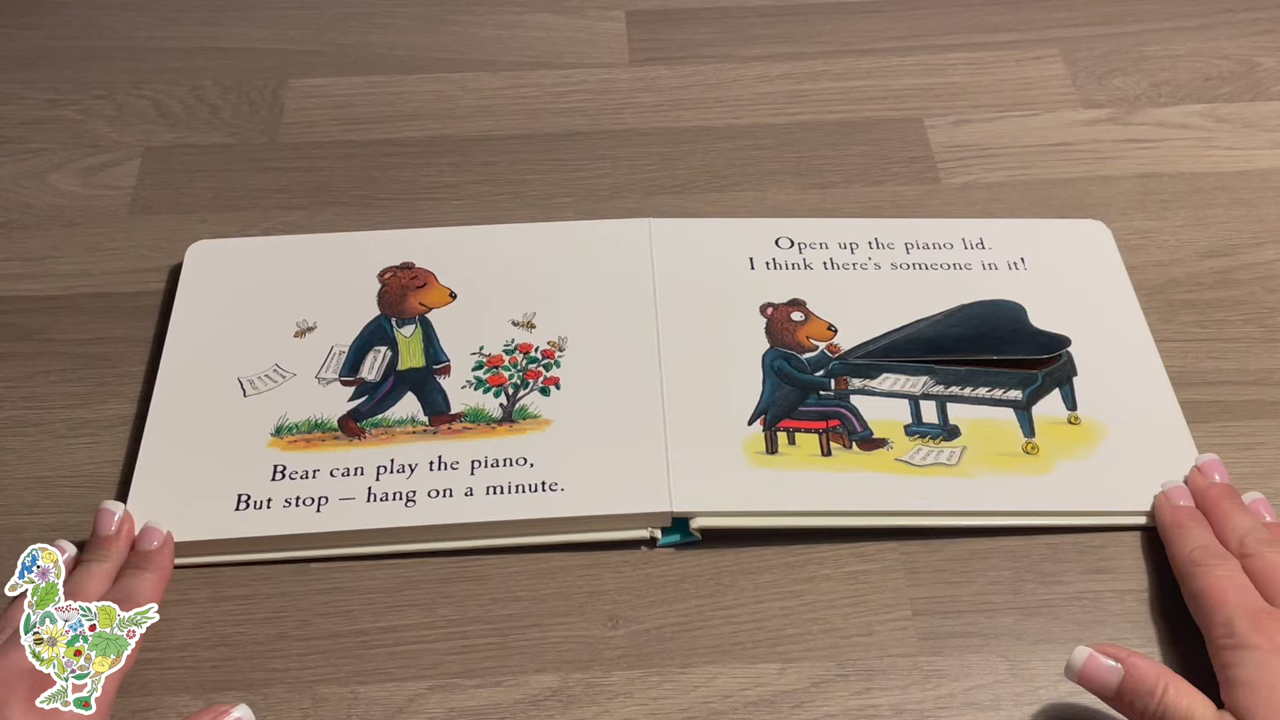 Bear can play the piano,
But stop — hang on a minute.
Open up the piano lid.
I think there's someone in it!